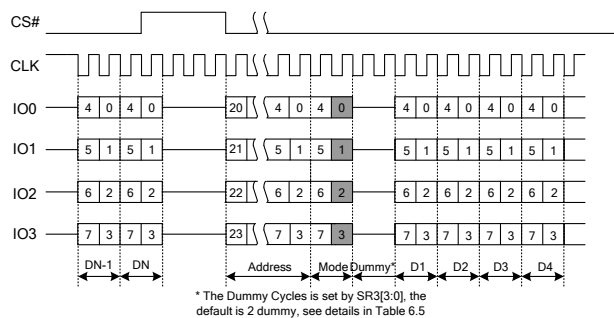 CS#
CLK
IO0 4 0 4 0 20 4 0 4 0 4 0 4 0 4 0 4 0
IO1 5 1 5 1 21 5 1 5 1 5 1 5 1 5 1 5 1
IO2 6 2 6 2 22 6 2 6 2 6 2 6 2 6 2 6 2
IO3 7 3 7 3 23 7 3 7 3 7 3 7 3 7 3 7 3
DN-1 DN Address Mode Dummy* D1 D2 D3 D4
* The Dummy Cycles is set by SR3[3:0], the
default is 2 dummy, see details in Table 6.5